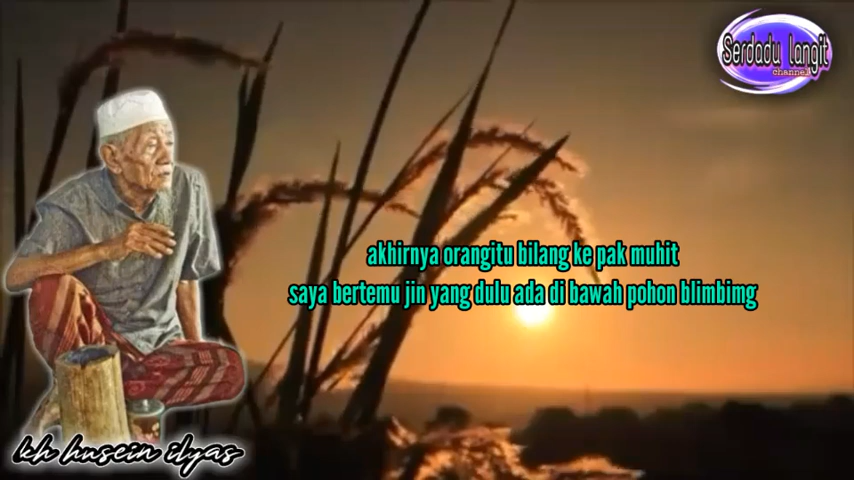 Serdadu langit
channel
akhirnya orangitu bilang ke pak muhit
saya bertemu jin yang dulu ada di bawah pohon blimbimg
kh husein ilyas